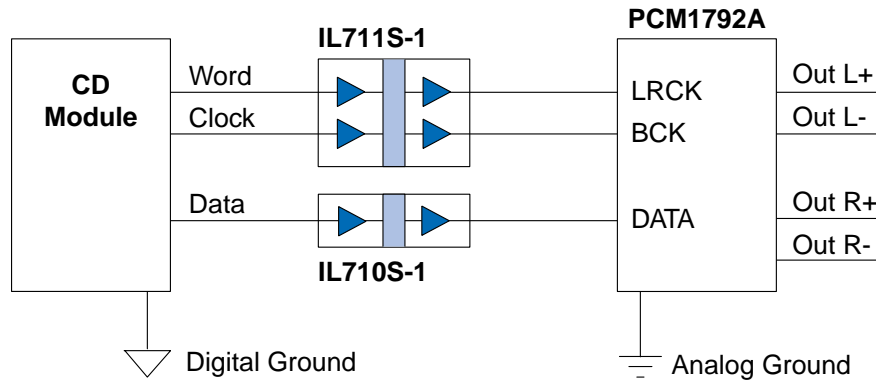 PCM1792A
IL711S-1
CD
Module
Word
Clock
Data
LRCK
BCK
DATA
Out L+
Out L-
Out R+
Out R-
IL710S-1
Digital Ground
Analog Ground